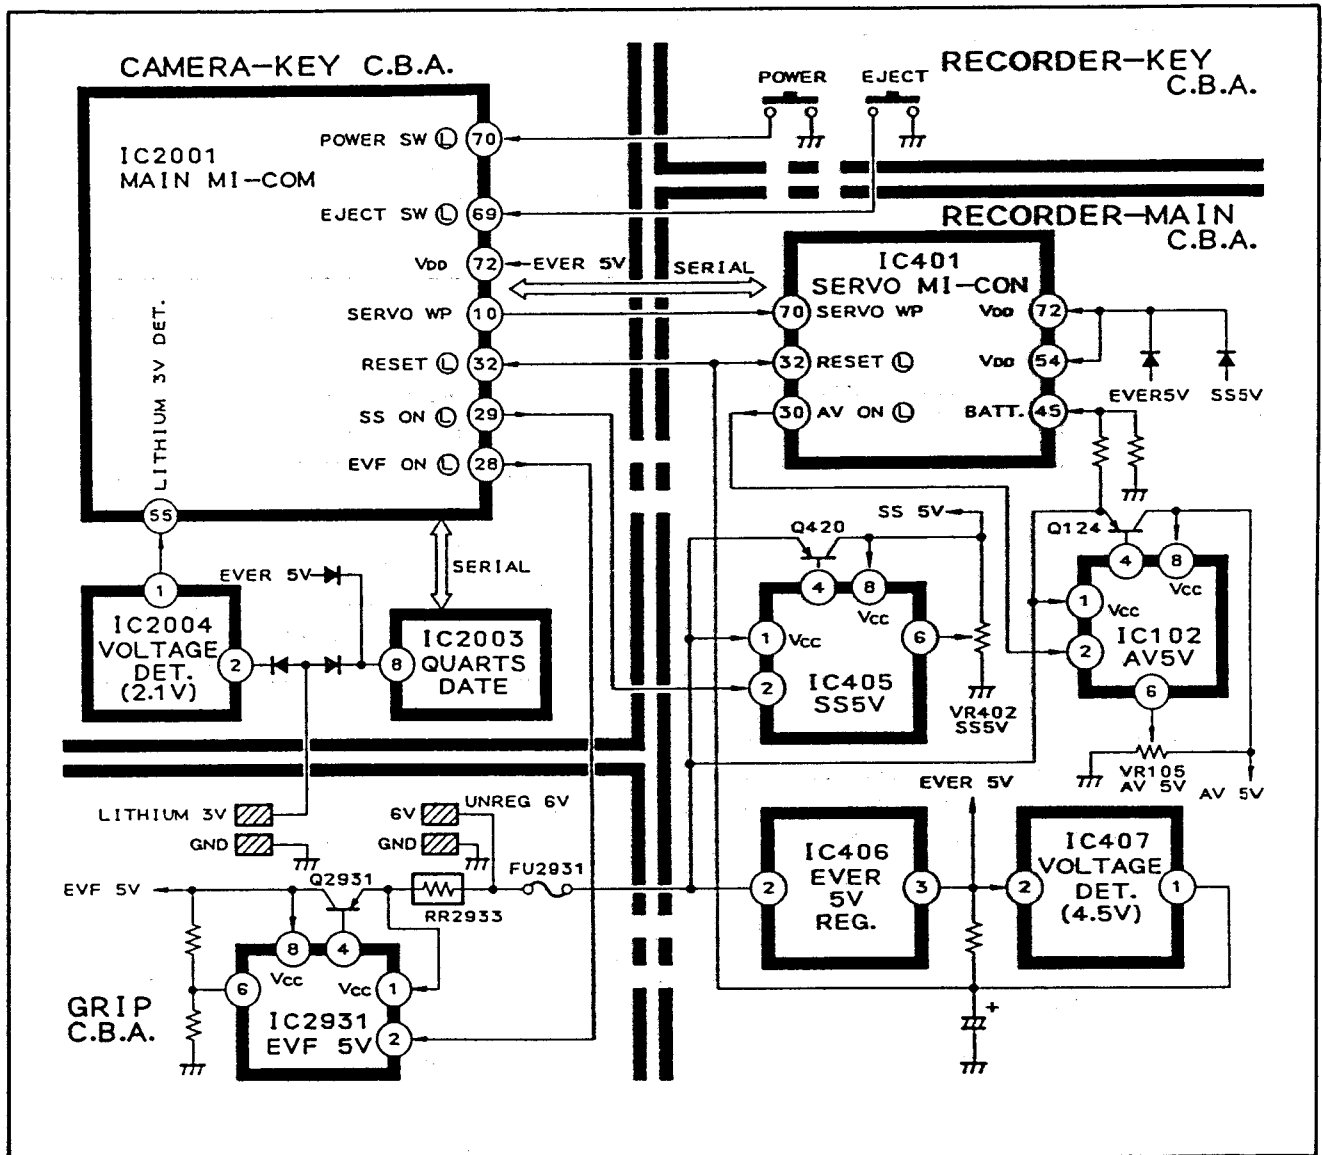 CAMERA-KEY C.B.A.
RECORDER-KEY
C.B.A.
POWER
EJECT
IC2001
MAIN MI-COM
POWER SW Ⓛ 70
EJECT SW Ⓛ 69
VDD 72
EVER 5V
SERVO WP 10
RESET Ⓛ 32
SS ON Ⓛ 29
EVF ON Ⓛ 28
LITHIUM 3V DET.
55
SERIAL
RECORDER-MAIN
C.B.A.
IC401
SERVO MI-CON
70 SERVO WP
VDD 72
32 RESET Ⓛ
VDD 54
30 AV ON Ⓛ
BATT. 45
EVER5V
SS5V
SERIAL
EVER 5V
1
IC2004
VOLTAGE
DET.
(2.1V)
2
8
IC2003
QUARTS
DATE
SS 5V
Q420
4
8
VCC
1
VCC
6
2
IC405
SS5V
VR402
SS5V
Q124
4
8
VCC
1
VCC
2
IC102
AV5V
6
VR105
AV 5V
AV 5V
LITHIUM 3V
GND
6V
UNREG 6V
GND
FU2931
EVF 5V
Q2931
RR2933
8
4
VCC
6
VCC
1
IC2931
EVF 5V
2
GRIP
C.B.A.
EVER 5V
2
IC406
EVER
5V
REG.
3
2
IC407
VOLTAGE
DET.
(4.5V)
1
+